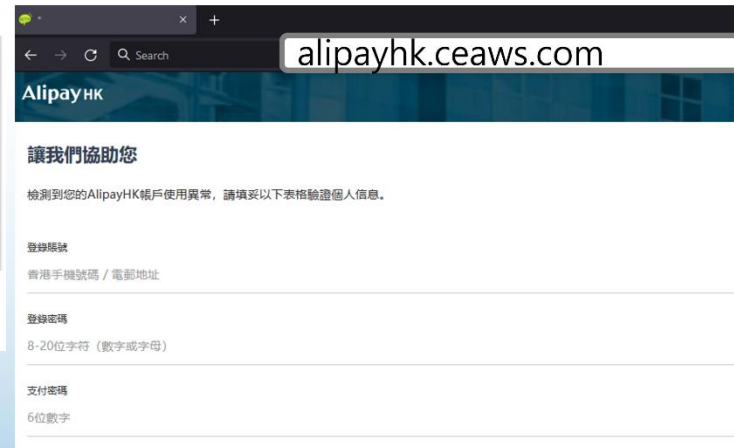 Search
alipayhk.ceaws.com
Alipay HK
讓我們協助您
檢測到您的AlipayHK帳戶使用異常，請填妥以下表格驗證個人信息。
登錄賬號
香港手機號碼 / 電郵地址
登錄密碼
8-20位字符（數字或字母）
支付密碼
6位數字